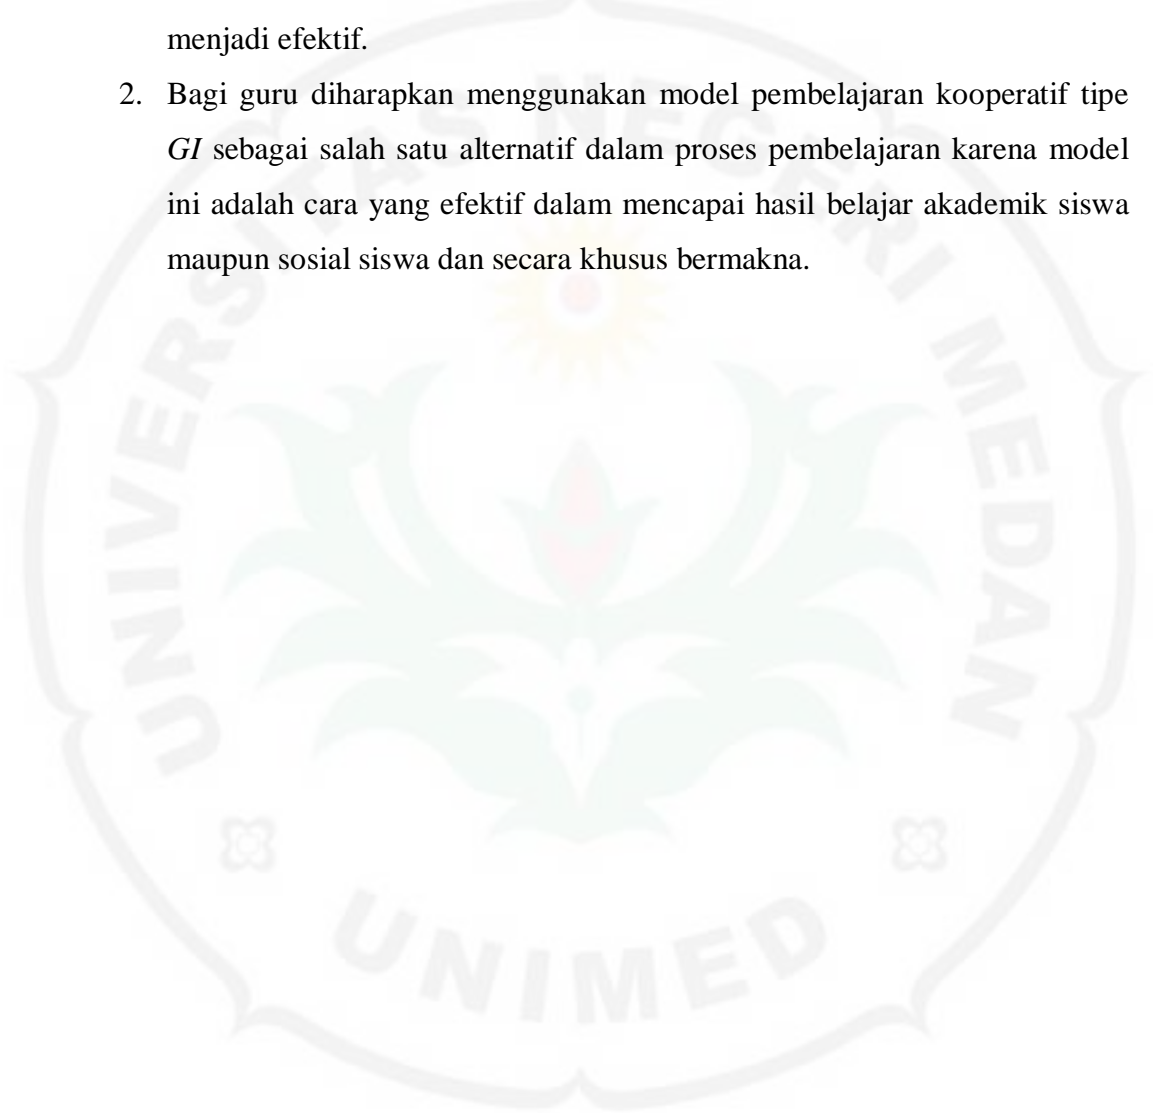 menjadi efektif.
2. Bagi guru diharapkan menggunakan model pembelajaran kooperatif tipe
GI sebagai salah satu alternatif dalam proses pembelajaran karena model
ini adalah cara yang efektif dalam mencapai hasil belajar akademik siswa
maupun sosial siswa dan secara khusus bermakna.
UNIVERSITAS NEGERI MEDAN
UNIMED